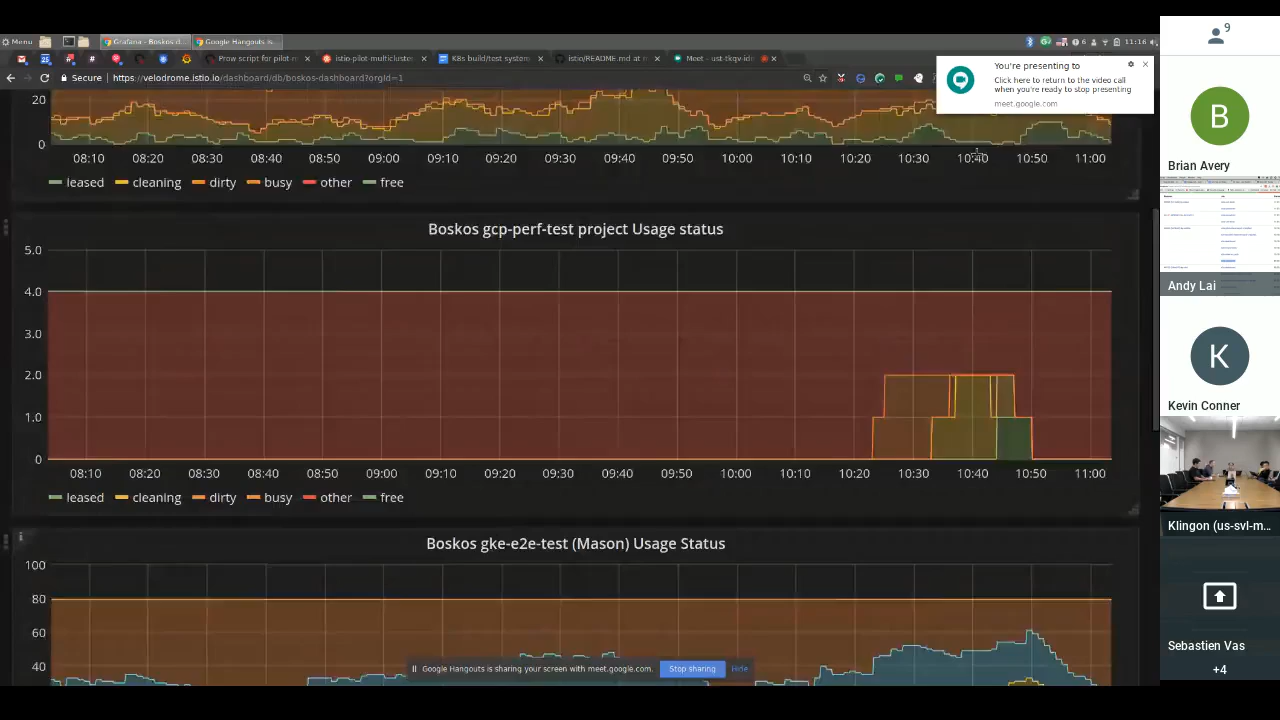 Menu
Grafana - Boskos d...
Google Hangouts is...
6
11:16
Prow script for pilot-m
istio-pilot-multicluster
K8s build/test system
istio/README.md at m
Meet - ust-tkqv-idc
Secure
https://velodrome.istio.io/dashboard/db/boskos-dashboard?orgId=1
You're presenting to
Click here to return to the video call
when you're ready to stop presenting
meet.google.com
20
0
08:10 08:20 08:30 08:40 08:50 09:00 09:10 09:20 09:30 09:40 09:50 10:00 10:10 10:20 10:30 10:40 10:50 11:00
leased cleaning dirty busy other free
Boskos gcp perf-test project Usage status
5.0
4.0
3.0
2.0
1.0
0
08:10 08:20 08:30 08:40 08:50 09:00 09:10 09:20 09:30 09:40 09:50 10:00 10:10 10:20 10:30 10:40 10:50 11:00
leased cleaning dirty busy other free
Boskos gke-e2e-test (Mason) Usage Status
100
80
60
40
Google Hangouts is sharing your screen with meet.google.com.
Stop sharing
Hide
9
B
Brian Avery
Andy Lai
K
Kevin Conner
Klingon (us-svl-m...
Sebastien Vas
+4